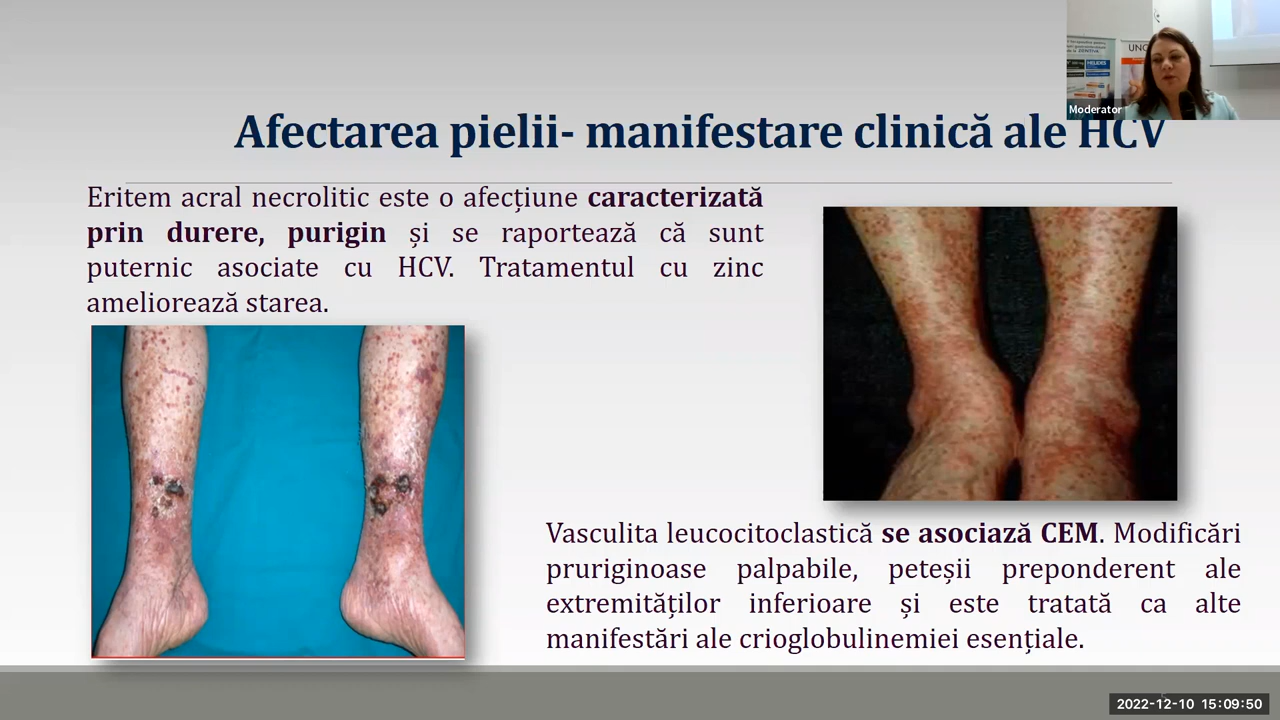 Afectarea pielii- manifestare clinică ale HCV
Eritem acral necrolitic este o afecțiune caracterizată
prin durere, purigin și se raportează că sunt
puternic asociate cu HCV. Tratamentul cu zinc
ameliorează starea.
Vasculita leucocitoclastică se asociază CEM. Modificări
pruriginoase palpabile, peteșii preponderent ale
extremităților inferioare și este tratată ca alte
manifestări ale crioglobulinemiei esențiale.
Moderator
UNG
2022-12-10 15:09:50